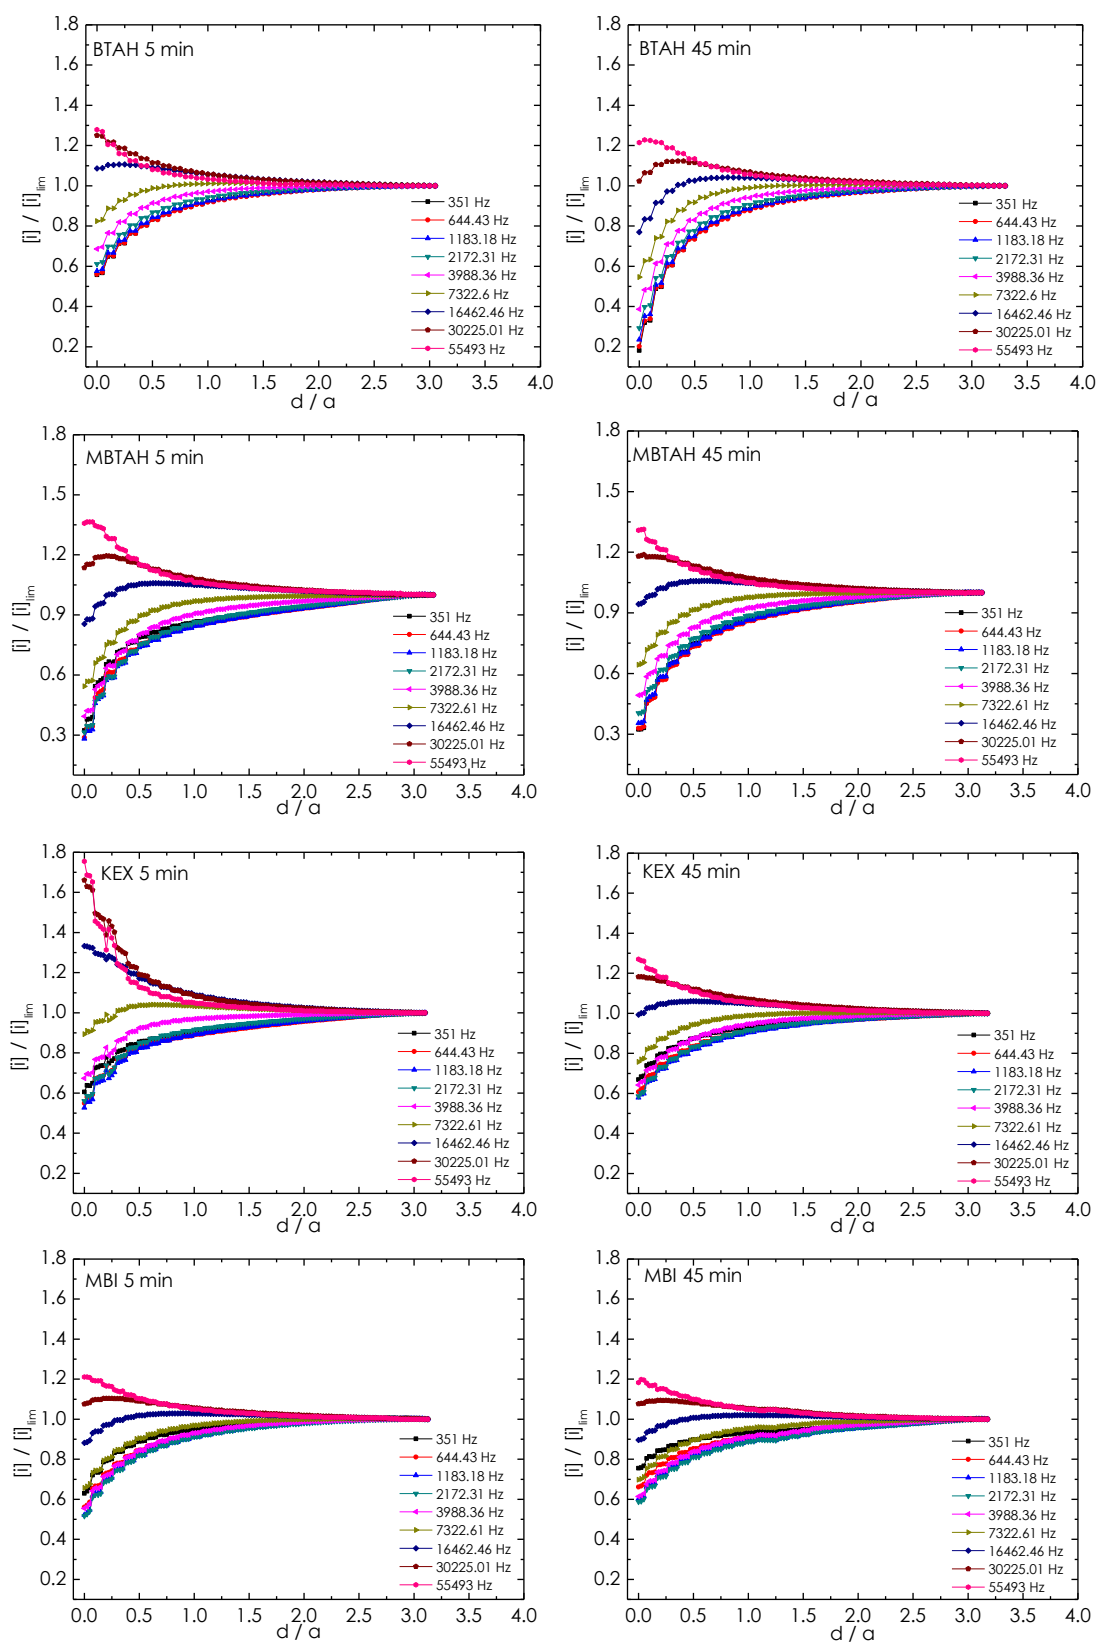 BTAH 5 min
[i] / [i]lim
1.8
1.6
1.4
1.2
1.0
0.8
0.6
0.4
0.2
351 Hz
644.43 Hz
1183.18 Hz
2172.31 Hz
3988.36 Hz
7322.6 Hz
16462.46 Hz
30225.01 Hz
55493 Hz
0.0 0.5 1.0 1.5 2.0 2.5 3.0 3.5 4.0
d / a
BTAH 45 min
[i] / [i]lim
1.8
1.6
1.4
1.2
1.0
0.8
0.6
0.4
0.2
351 Hz
644.43 Hz
1183.18 Hz
2172.31 Hz
3988.36 Hz
7322.6 Hz
16462.46 Hz
30225.01 Hz
55493 Hz
0.0 0.5 1.0 1.5 2.0 2.5 3.0 3.5 4.0
d / a
MBTAH 5 min
[i] / [i]lim
1.8
1.5
1.2
0.9
0.6
0.3
351 Hz
644.43 Hz
1183.18 Hz
2172.31 Hz
3988.36 Hz
7322.61 Hz
16462.46 Hz
30225.01 Hz
55493 Hz
0.0 0.5 1.0 1.5 2.0 2.5 3.0 3.5 4.0
d / a
MBTAH 45 min
[i] / [i]lim
1.8
1.5
1.2
0.9
0.6
0.3
351 Hz
644.43 Hz
1183.18 Hz
2172.31 Hz
3988.36 Hz
7322.61 Hz
16462.46 Hz
30225.01 Hz
55493 Hz
0.0 0.5 1.0 1.5 2.0 2.5 3.0 3.5 4.0
d / a
KEX 5 min
[i] / [i]lim
1.8
1.6
1.4
1.2
1.0
0.8
0.6
0.4
0.2
351 Hz
644.43 Hz
1183.18 Hz
2172.31 Hz
3988.36 Hz
7322.61 Hz
16462.46 Hz
30225.01 Hz
55493 Hz
0.0 0.5 1.0 1.5 2.0 2.5 3.0 3.5 4.0
d / a
KEX 45 min
[i] / [i]lim
1.8
1.6
1.4
1.2
1.0
0.8
0.6
0.4
0.2
351 Hz
644.43 Hz
1183.18 Hz
2172.31 Hz
3988.36 Hz
7322.61 Hz
16462.46 Hz
30225.01 Hz
55493 Hz
0.0 0.5 1.0 1.5 2.0 2.5 3.0 3.5 4.0
d / a
MBI 5 min
[i] / [i]lim
1.8
1.6
1.4
1.2
1.0
0.8
0.6
0.4
0.2
351 Hz
644.43 Hz
1183.18 Hz
2172.31 Hz
3988.36 Hz
7322.61 Hz
16462.46 Hz
30225.01 Hz
55493 Hz
0.0 0.5 1.0 1.5 2.0 2.5 3.0 3.5 4.0
d / a
MBI 45 min
[i] / [i]lim
1.8
1.6
1.4
1.2
1.0
0.8
0.6
0.4
0.2
351 Hz
644.43 Hz
1183.18 Hz
2172.31 Hz
3988.36 Hz
7322.61 Hz
16462.46 Hz
30225.01 Hz
55493 Hz
0.0 0.5 1.0 1.5 2.0 2.5 3.0 3.5 4.0
d / a